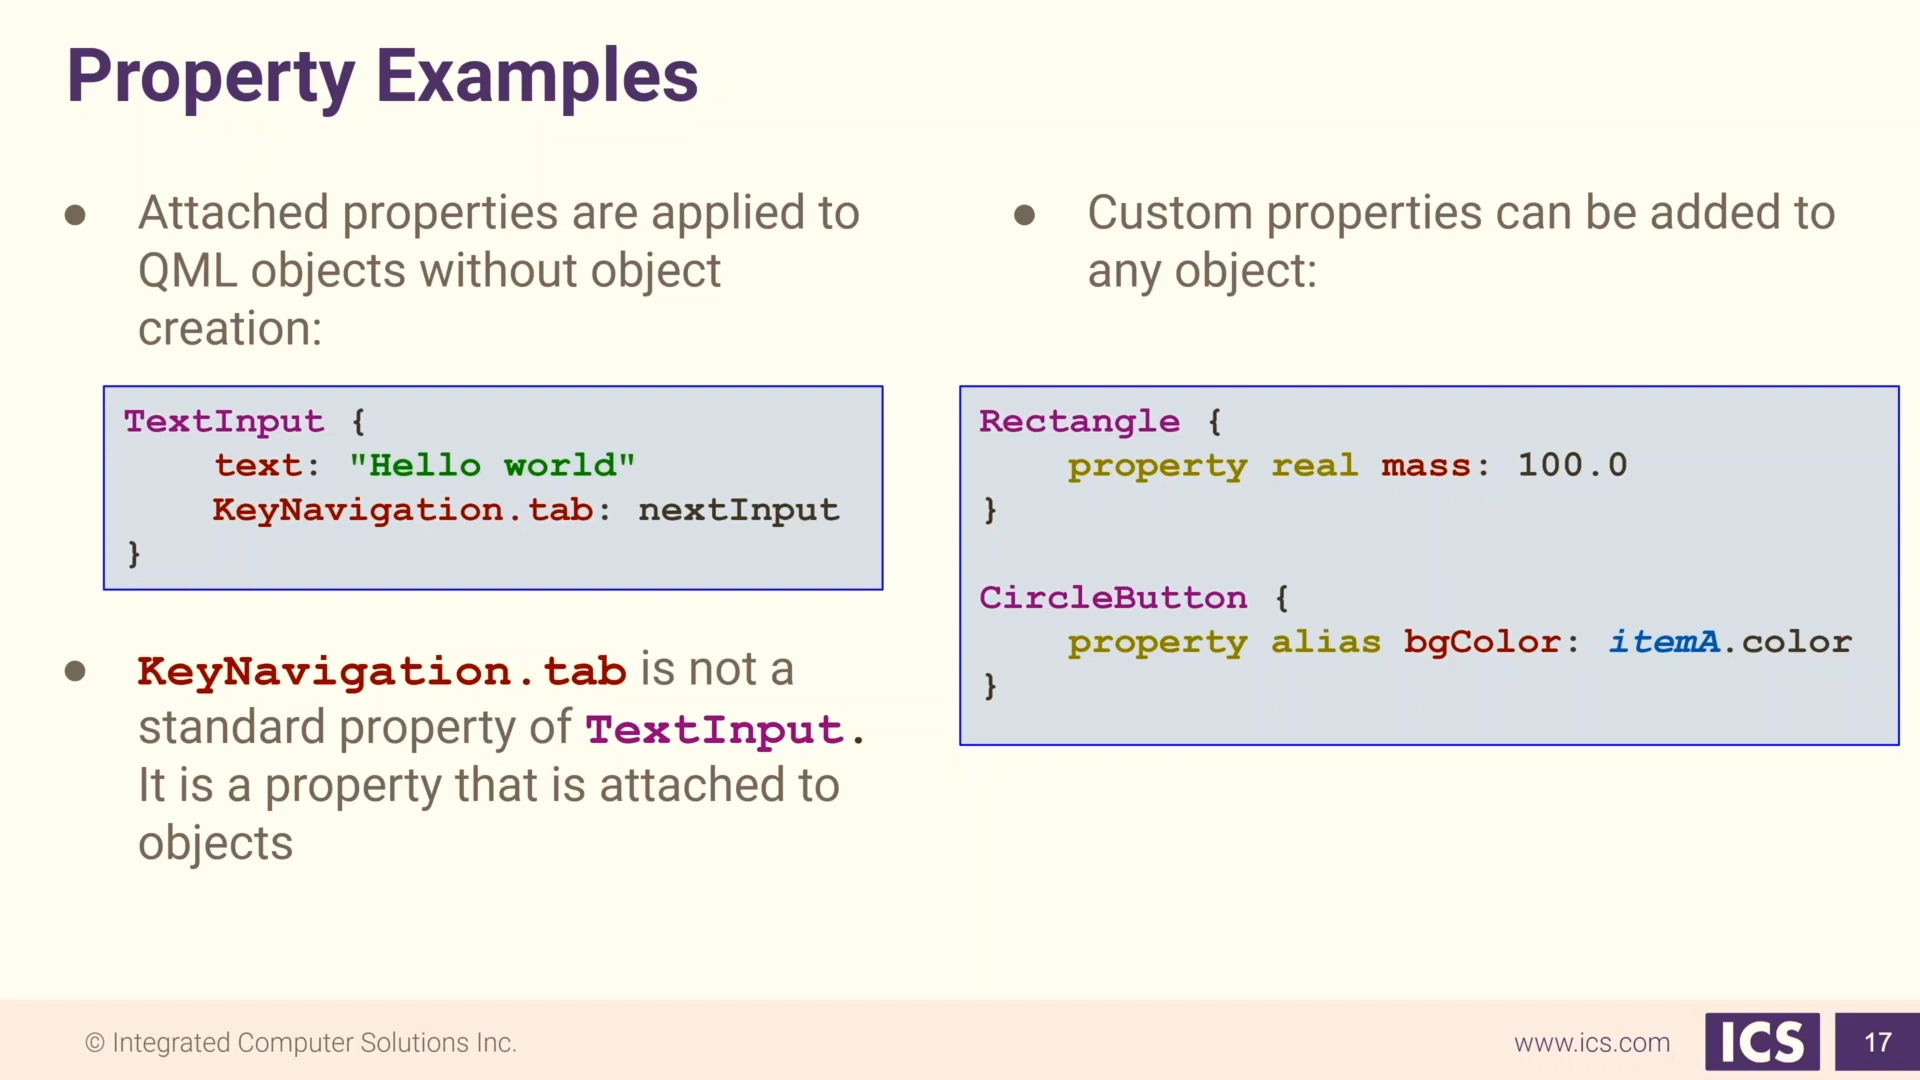 Property Examples
● Attached properties are applied to
QML objects without object
creation:
TextInput {
    text: "Hello world"
    KeyNavigation.tab: nextInput
}
● KeyNavigation.tab is not a
standard property of TextInput.
It is a property that is attached to
objects
● Custom properties can be added to
any object:
Rectangle {
    property real mass: 100.0
}
CircleButton {
    property alias bgColor: itemA.color
}
© Integrated Computer Solutions Inc.
www.ics.com
ICS
17